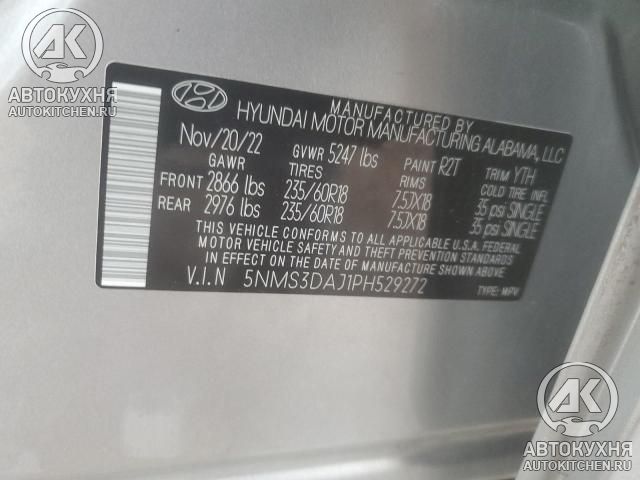 АВТОКУХНЯ
AUTOKITCHEN.RU
MANUFACTURED BY
HYUNDAI MOTOR MANUFACTURING ALABAMA, LLC
Nov/20/22 GVWR 5247 lbs PAINT R2T TRIM YTH
GAWR TIRES RIMS COLD TIRE INFL
FRONT 2866 lbs 235/60R18 7.5JX18 35 psi SINGLE
REAR 2976 lbs 235/60R18 7.5JX18 35 psi SINGLE
THIS VEHICLE CONFORMS TO ALL APPLICABLE U.S.A. FEDERAL
MOTOR VEHICLE SAFETY AND THEFT PREVENTION STANDARDS
IN EFFECT ON THE DATE OF MANUFACTURE SHOWN ABOVE.
V.I.N 5NMS3DAJ1PH529272 TYPE: MPV
АК
АВТОКУХНЯ
AUTOKITCHEN.RU